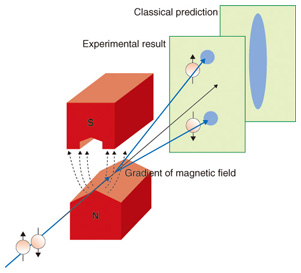 Classical prediction
Experimental result
S
Gradient of magnetic field
N